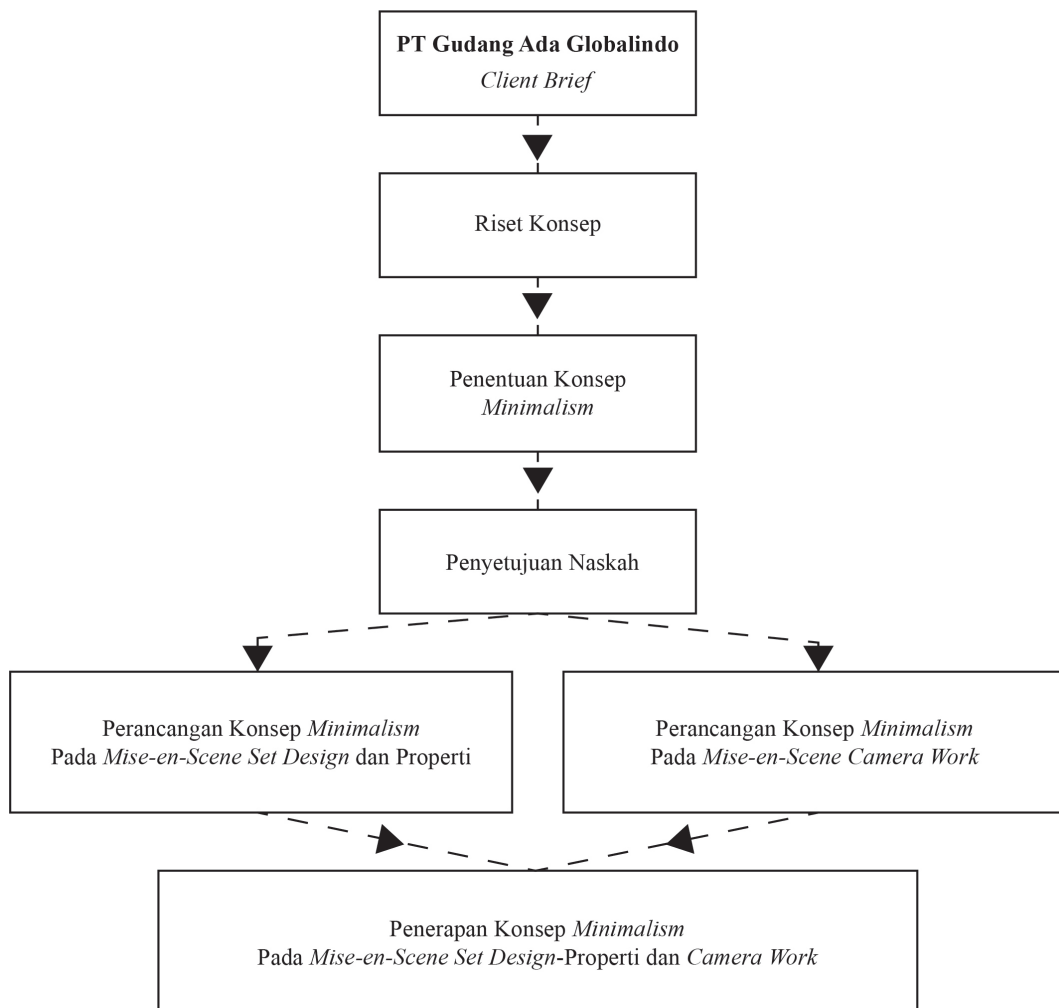 PT Gudang Ada Globalindo
Client Brief
Riset Konsep
Penentuan Konsep
Minimalism
Penyetujuan Naskah
Perancangan Konsep Minimalism
Pada Mise-en-Scene Set Design dan Properti
Perancangan Konsep Minimalism
Pada Mise-en-Scene Camera Work
Penerapan Konsep Minimalism
Pada Mise-en-Scene Set Design-Properti dan Camera Work